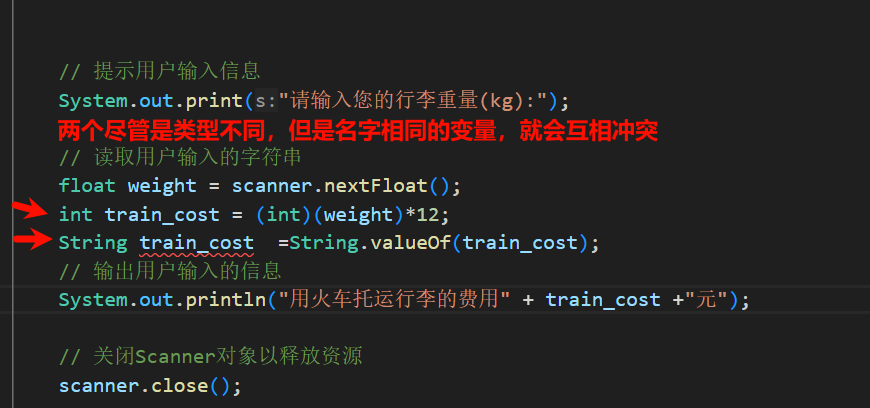 // 提示用户输入信息
System.out.print(s:"请输入您的行李重量(kg):");
两个尽管是类型不同，但是名字相同的变量，就会互相冲突
// 读取用户输入的字符串
float weight = scanner.nextFloat();
int train_cost = (int)(weight)*12;
String train_cost  =String.valueOf(train_cost);
// 输出用户输入的信息
System.out.println("用火车托运行李的费用" + train_cost +"元");
// 关闭Scanner对象以释放资源
scanner.close();